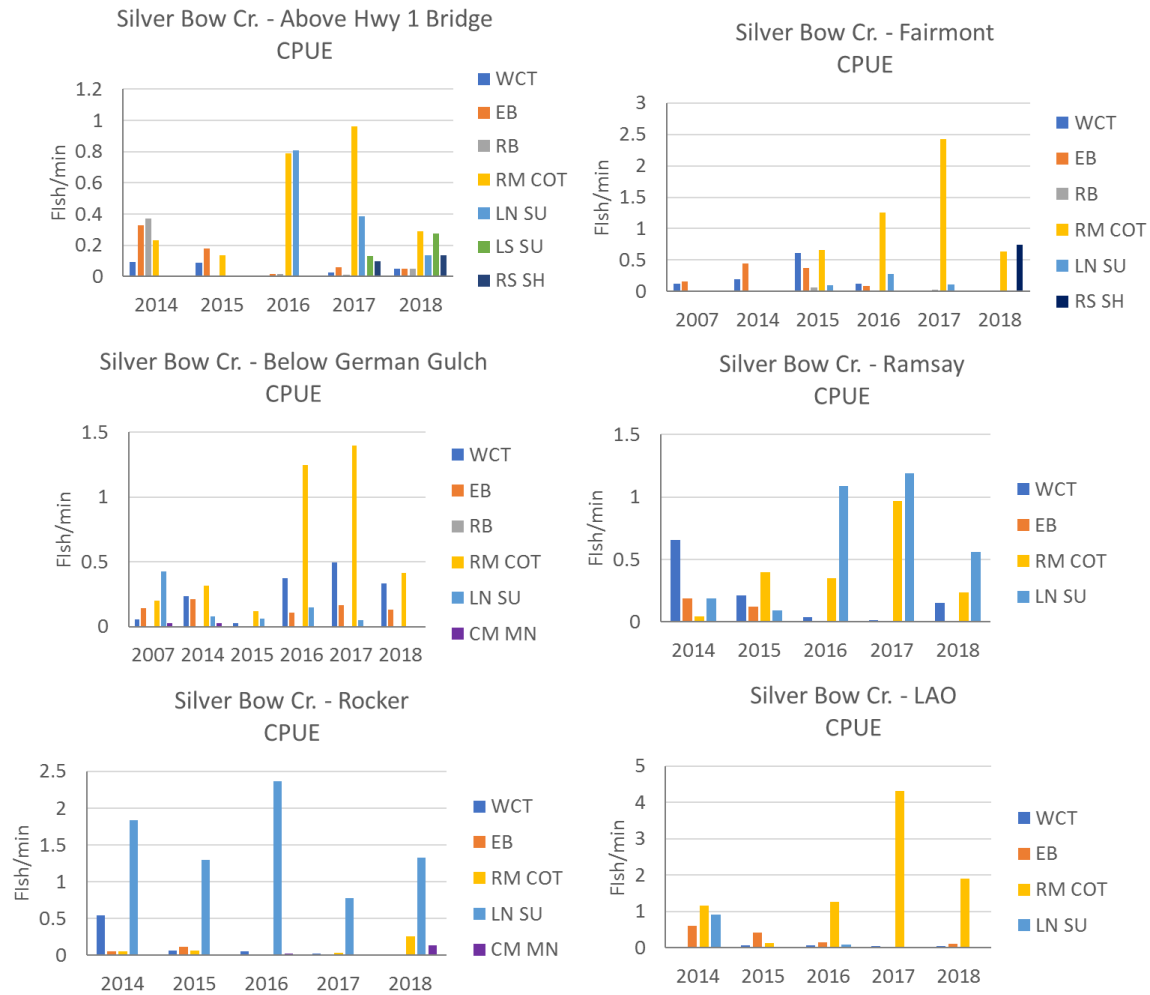 Silver Bow Cr. - Above Hwy 1 Bridge
CPUE
FIsh/min
1.2
1
0.8
0.6
0.4
0.2
0
2014 2015 2016 2017 2018
WCT
EB
RB
RM COT
LN SU
LS SU
RS SH
Silver Bow Cr. - Fairmont
CPUE
FIsh/min
3
2.5
2
1.5
1
0.5
0
2007 2014 2015 2016 2017 2018
WCT
EB
RB
RM COT
LN SU
RS SH
Silver Bow Cr. - Below German Gulch
CPUE
FIsh/min
1.5
1
0.5
0
2007 2014 2015 2016 2017 2018
WCT
EB
RB
RM COT
LN SU
CM MN
Silver Bow Cr. - Ramsay
CPUE
FIsh/min
1.5
1
0.5
0
2014 2015 2016 2017 2018
WCT
EB
RM COT
LN SU
Silver Bow Cr. - Rocker
CPUE
FIsh/min
2.5
2
1.5
1
0.5
0
2014 2015 2016 2017 2018
WCT
EB
RM COT
LN SU
CM MN
Silver Bow Cr. - LAO
CPUE
FIsh/min
5
4
3
2
1
0
2014 2015 2016 2017 2018
WCT
EB
RM COT
LN SU